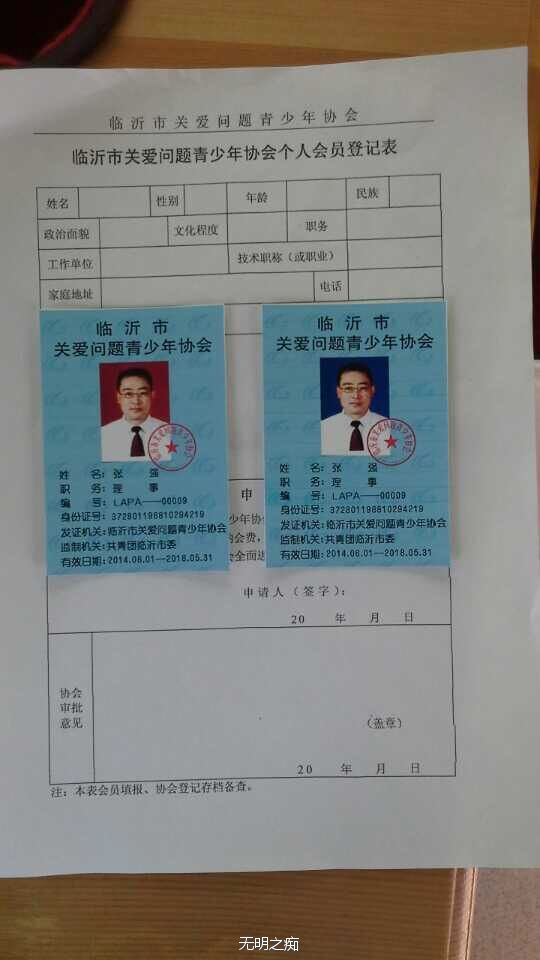 临沂市关爱问题青少年协会
临沂市关爱问题青少年协会个人会员登记表
姓名 性别 年龄 民族
政治面貌 文化程度 职务
工作单位 技术职称（或职业）
家庭地址 电话
临沂市
关爱问题青少年协会
姓 名：张 强
职 务：理 事
编 号：LAPA——00009
身份证号：372801196810294219
发证机关：临沂市关爱问题青少年协会
监制机关：共青团临沂市委
有效日期：2014.06.01—2018.05.31
临沂市
关爱问题青少年协会
姓 名：张 强
职 务：理 事
编 号：LAPA——00009
身份证号：372801196810294219
发证机关：临沂市关爱问题青少年协会
监制机关：共青团临沂市委
有效日期：2014.06.01—2018.05.31
申
少年协
内会费，
会全面进
申请人（签字）：
20 年 月 日
协会
审批
意见
（盖章）
20 年 月 日
注：本表会员填报、协会登记存档备查。
无明之痴